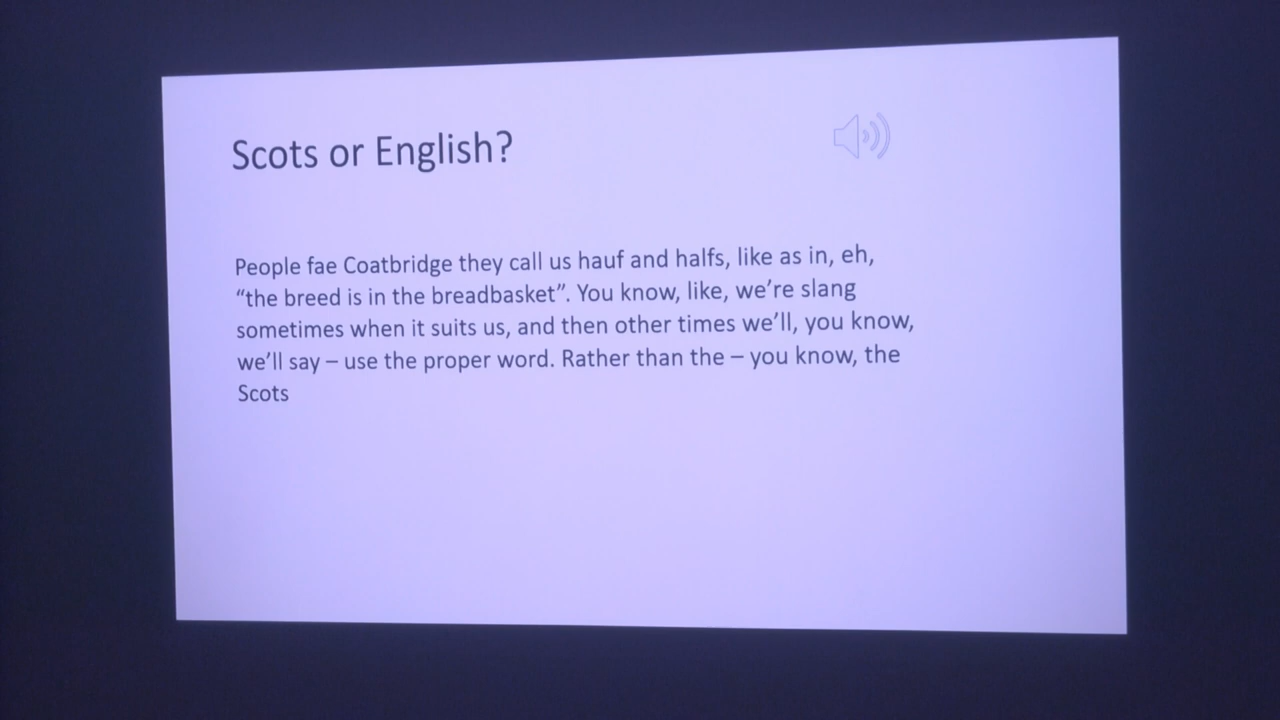 Scots or English?
People fae Coatbridge they call us hauf and halfs, like as in, eh,
“the breed is in the breadbasket”. You know, like, we’re slang
sometimes when it suits us, and then other times we’ll, you know,
we’ll say – use the proper word. Rather than the – you know, the
Scots